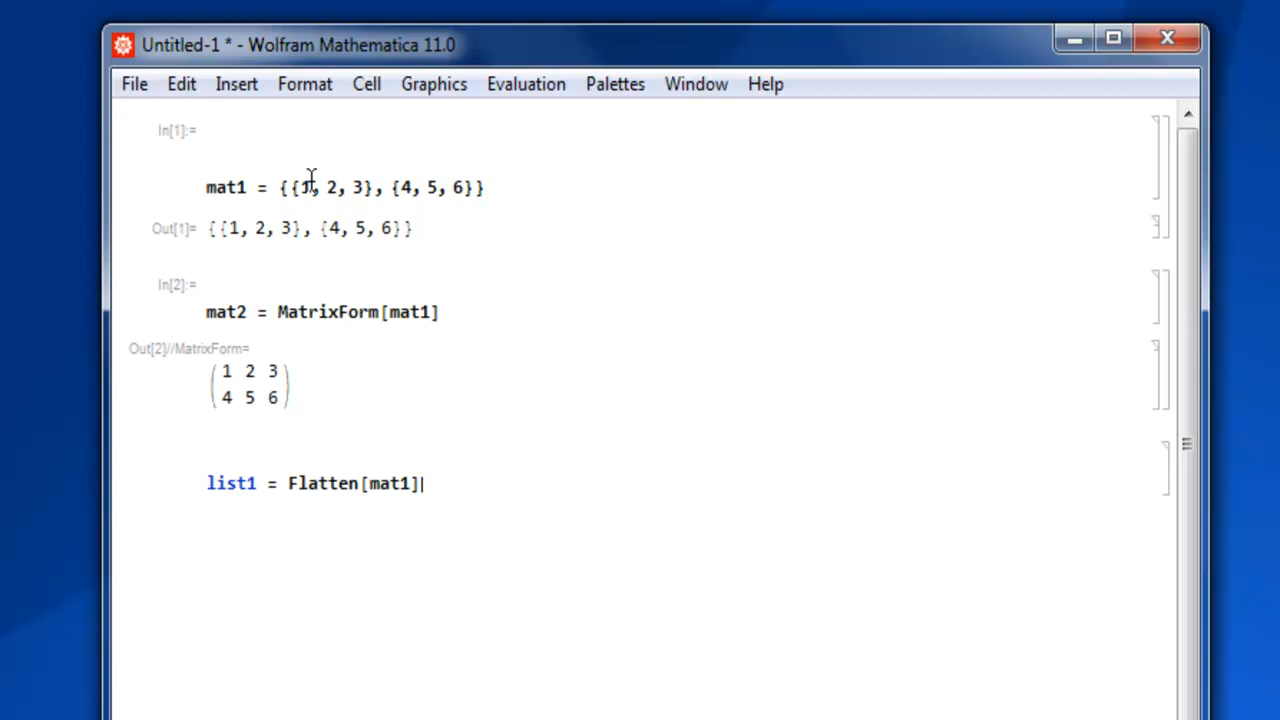 Untitled-1 * - Wolfram Mathematica 11.0
File Edit Insert Format Cell Graphics Evaluation Palettes Window Help
In[1]:=
mat1 = {{1, 2, 3}, {4, 5, 6}}
Out[1]= {{1, 2, 3}, {4, 5, 6}}
In[2]:=
mat2 = MatrixForm[mat1]
Out[2]//MatrixForm=
1 2 3
4 5 6
list1 = Flatten[mat1]